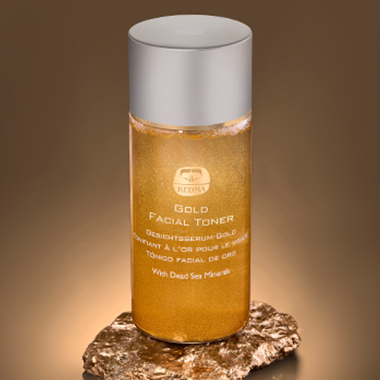 KEDMA
GOLD
FACIAL TONER
GESICHTSSERUM-GOLD
TONIFIANT À L'OR POUR LE VISAGE
TÓNICO FACIAL DE ORO
With Dead Sea Minerals